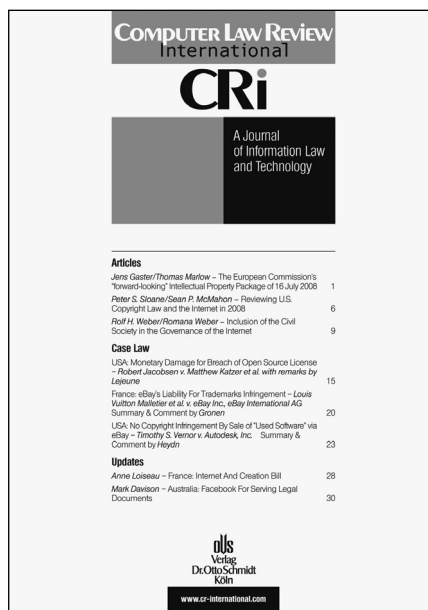 COMPUTER LAW REVIEW
International
CRi
A Journal
of Information Law
and Technology
Articles
Jens Gaster/Thomas Marlow – The European Commission's
"forward-looking" Intellectual Property Package of 16 July 2008 1
Peter S. Sloane/Sean P. McMahon – Reviewing U.S.
Copyright Law and the Internet in 2008 6
Rolf H. Weber/Romana Weber – Inclusion of the Civil
Society in the Governance of the Internet 9
Case Law
USA: Monetary Damage for Breach of Open Source License
– Robert Jacobsen v. Matthew Katzer et al. with remarks by
Lejeune 15
France: eBay's Liability For Trademarks Infringement – Louis
Vuitton Malletier et al. v. eBay Inc., eBay International AG
Summary & Comment by Gronen 20
USA: No Copyright Infringement By Sale of "Used Software" via
eBay – Timothy S. Vernor v. Autodesk, Inc. Summary &
Comment by Heydn 23
Updates
Anne Loiseau – France: Internet And Creation Bill 28
Mark Davison – Australia: Facebook For Serving Legal
Documents 30
oVs
Verlag
Dr.OttoSchmidt
Köln
www.cr-international.com